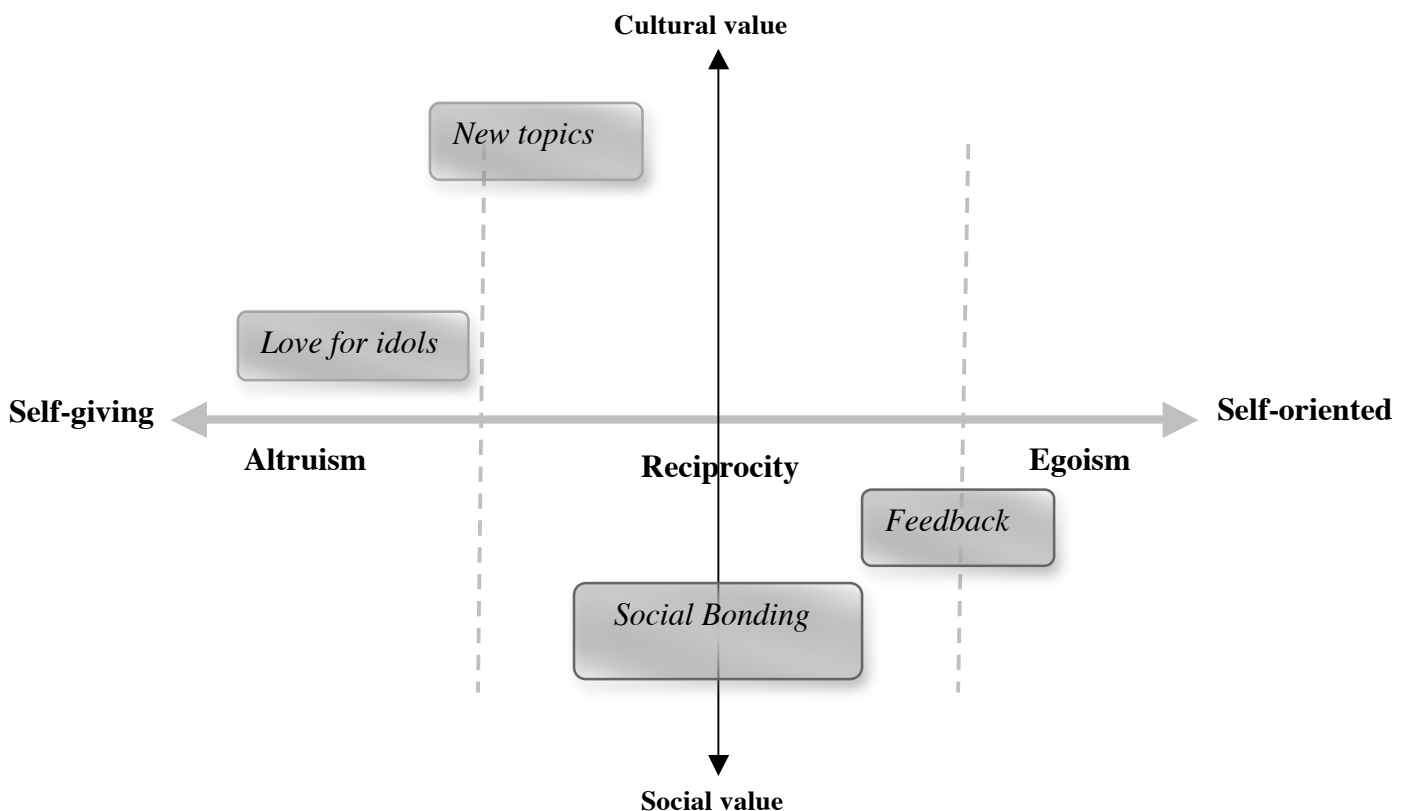 Cultural value
New topics
Love for idols
Self-giving
Self-oriented
Altruism
Reciprocity
Egoism
Feedback
Social Bonding
Social value